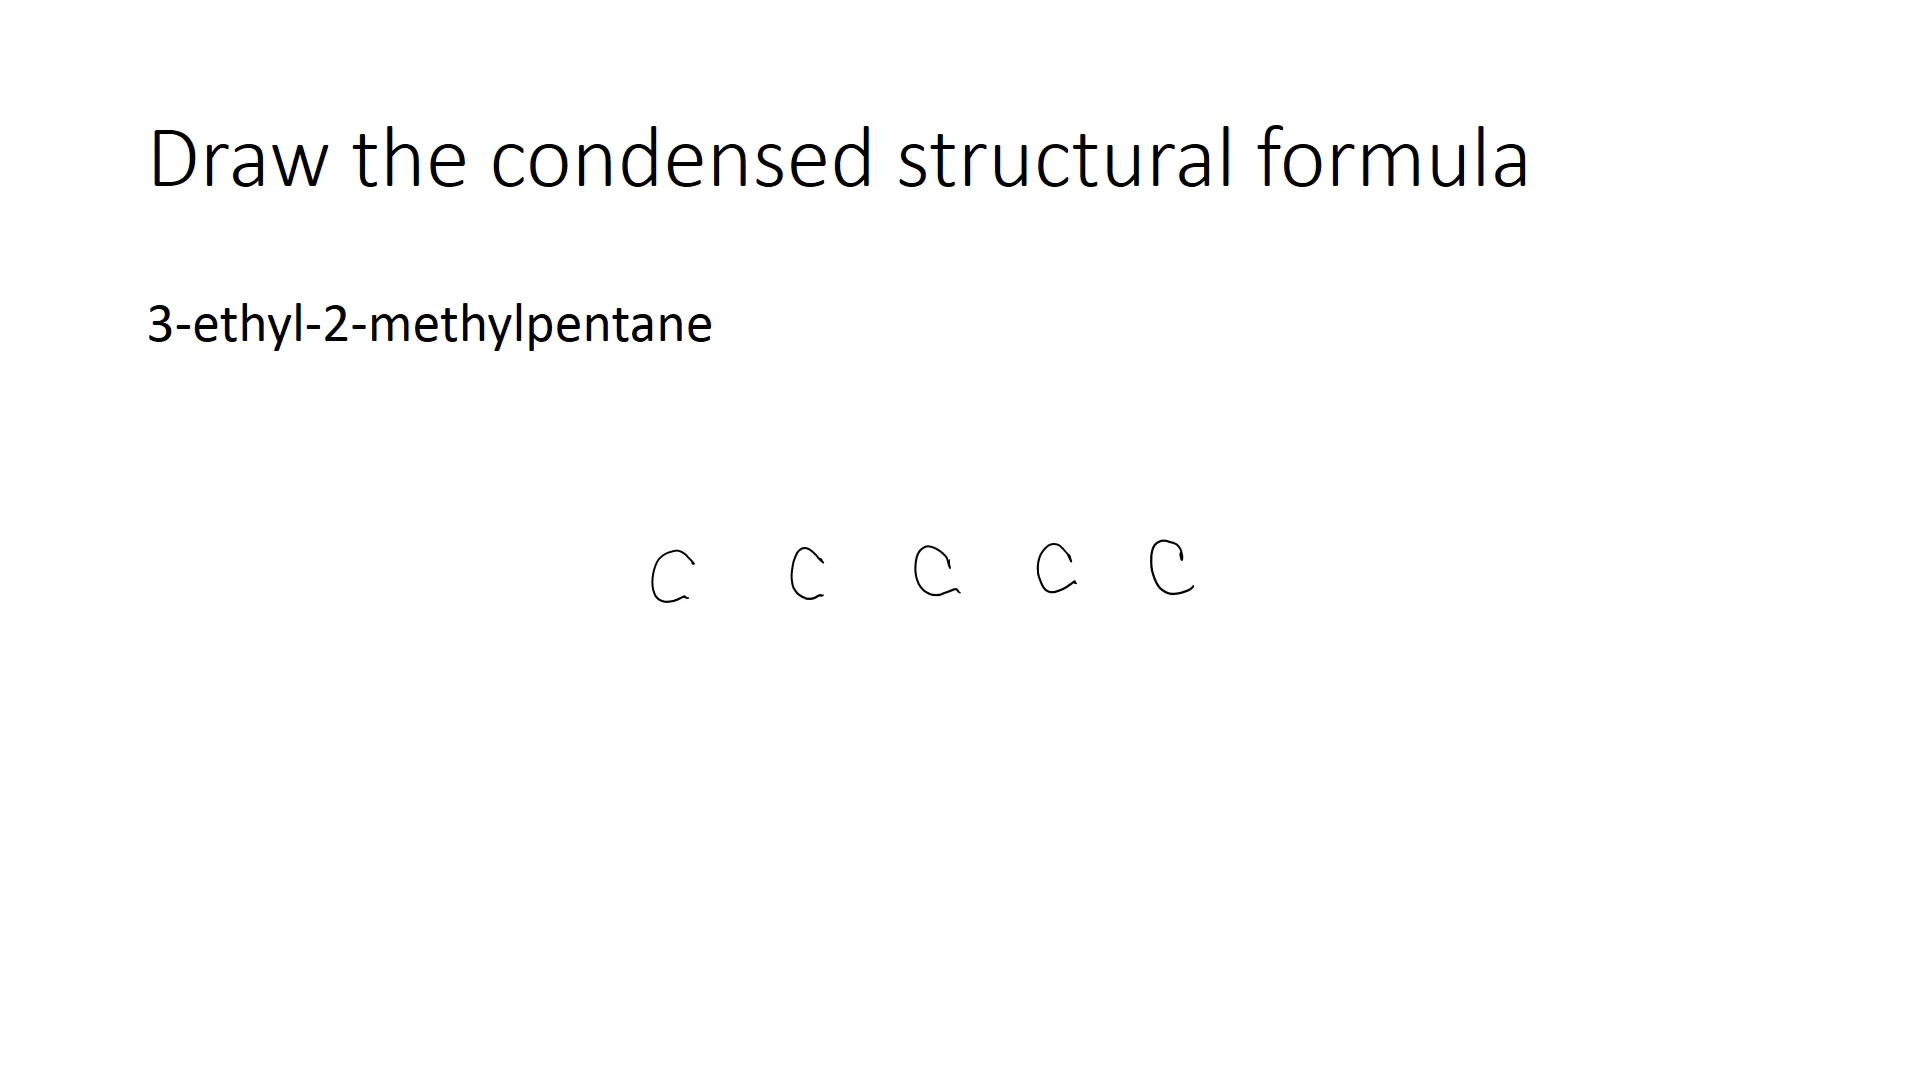 Draw the condensed structural formula
3-ethyl-2-methylpentane
C C C C C